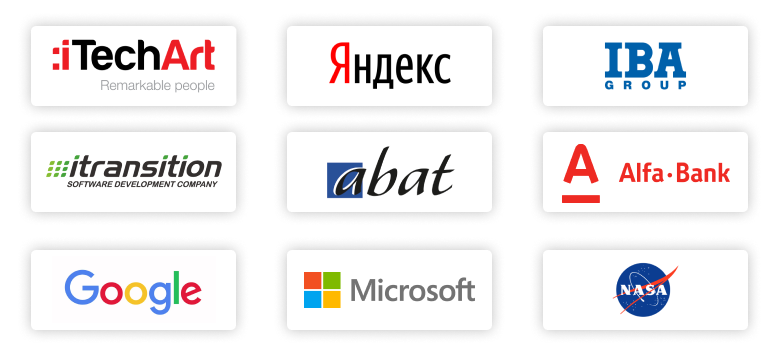 :iTechArt
Remarkable people
Яндекс
IBA
GROUP
itransition
SOFTWARE DEVELOPMENT COMPANY
abat
A
Alfa·Bank
Google
Microsoft
NASA